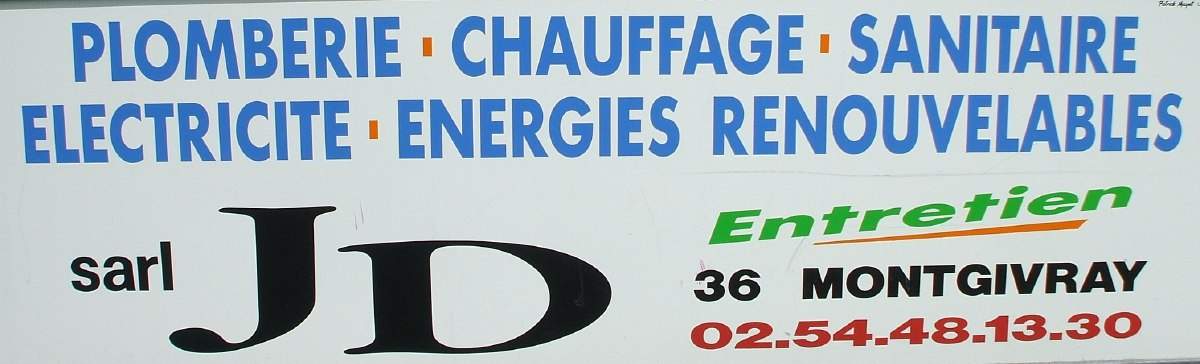 PLOMBERIE · CHAUFFAGE · SANITAIRE
ELECTRICITE · ENERGIES RENOUVELABLES
sarl JD
Entretien
36 MONTGIVRAY
02.54.48.13.30